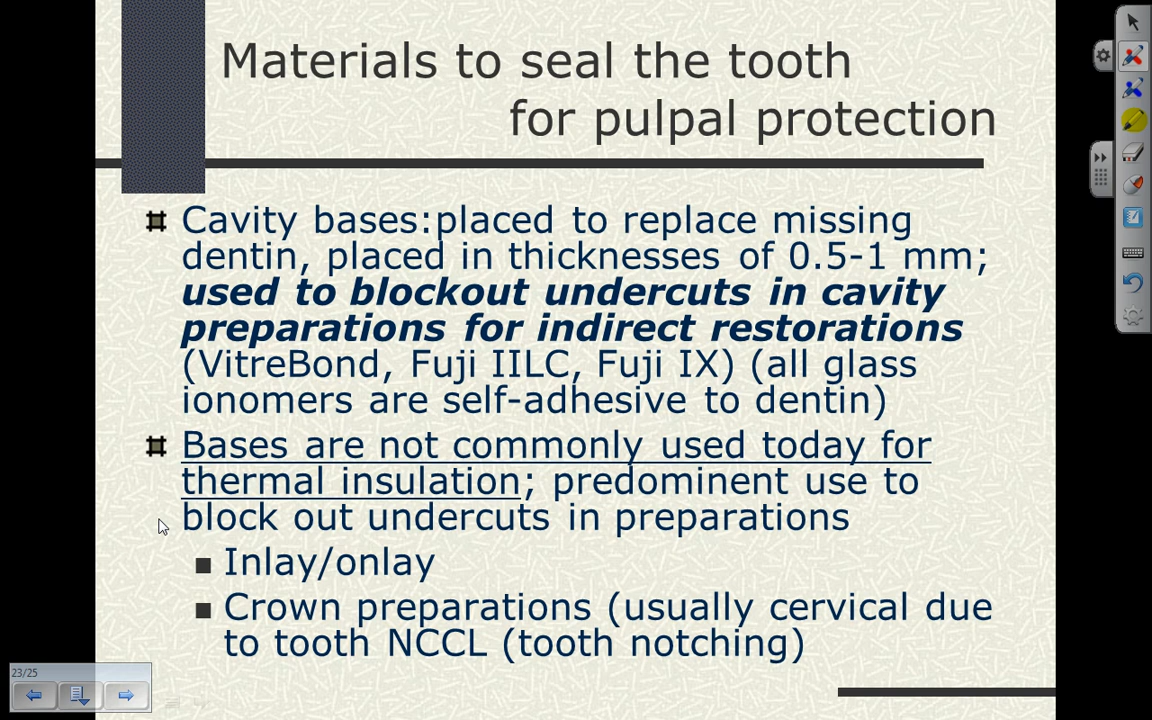 Materials to seal the tooth
for pulpal protection
Cavity bases:placed to replace missing
dentin, placed in thicknesses of 0.5-1 mm;
used to blockout undercuts in cavity
preparations for indirect restorations
(VitreBond, Fuji IILC, Fuji IX) (all glass
ionomers are self-adhesive to dentin)
Bases are not commonly used today for
thermal insulation; predominent use to
block out undercuts in preparations
Inlay/onlay
Crown preparations (usually cervical due
to tooth NCCL (tooth notching)
23/25